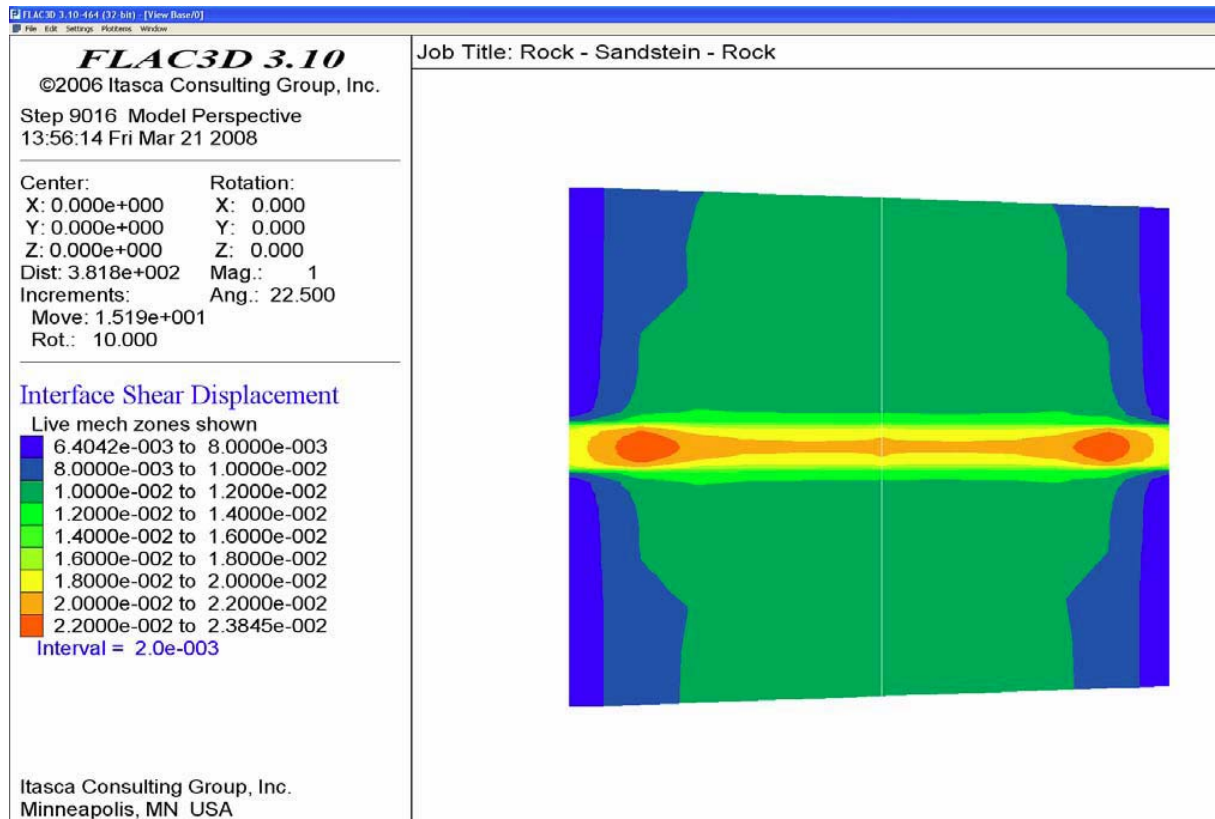 FLAC3D 3.10-464 (32-bit) - [View Base/0]
File Edit Settings Plotitems Window
FLAC3D 3.10
©2006 Itasca Consulting Group, Inc.
Step 9016 Model Perspective
13:56:14 Fri Mar 21 2008
Center: Rotation:
X: 0.000e+000 X: 0.000
Y: 0.000e+000 Y: 0.000
Z: 0.000e+000 Z: 0.000
Dist: 3.818e+002 Mag.: 1
Increments: Ang.: 22.500
Move: 1.519e+001
Rot.: 10.000
Interface Shear Displacement
Live mech zones shown
6.4042e-003 to 8.0000e-003
8.0000e-003 to 1.0000e-002
1.0000e-002 to 1.2000e-002
1.2000e-002 to 1.4000e-002
1.4000e-002 to 1.6000e-002
1.6000e-002 to 1.8000e-002
1.8000e-002 to 2.0000e-002
2.0000e-002 to 2.2000e-002
2.2000e-002 to 2.3845e-002
Interval = 2.0e-003
Itasca Consulting Group, Inc.
Minneapolis, MN USA
Job Title: Rock - Sandstein - Rock